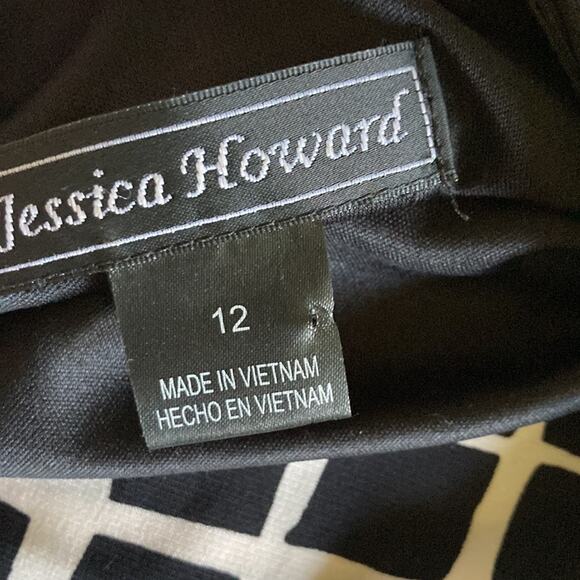 Jessica Howard
12
MADE IN VIETNAM
HECHO EN VIETNAM